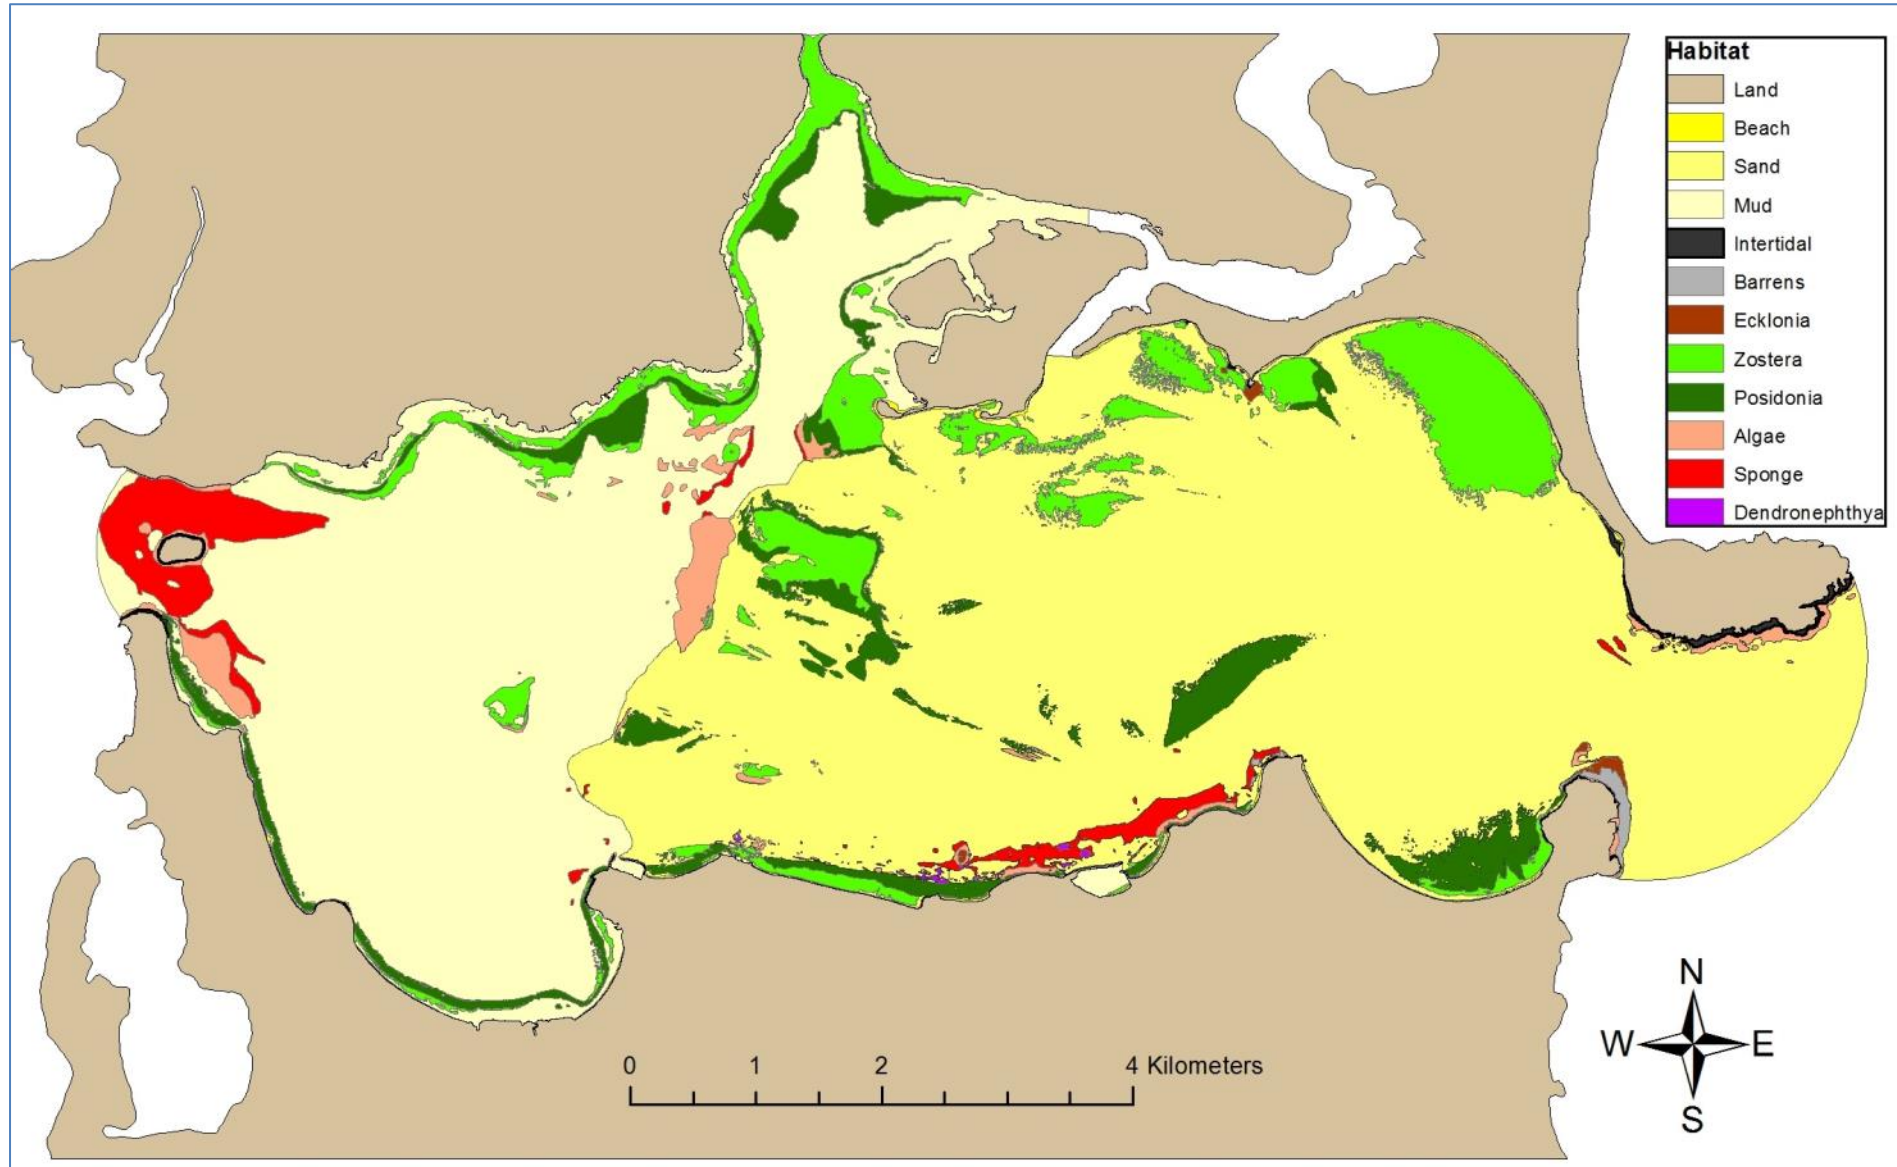 Habitat
Land
Beach
Sand
Mud
Intertidal
Barrens
Ecklonia
Zostera
Posidonia
Algae
Sponge
Dendronephthya
N
W E
S
0 1 2 4 Kilometers